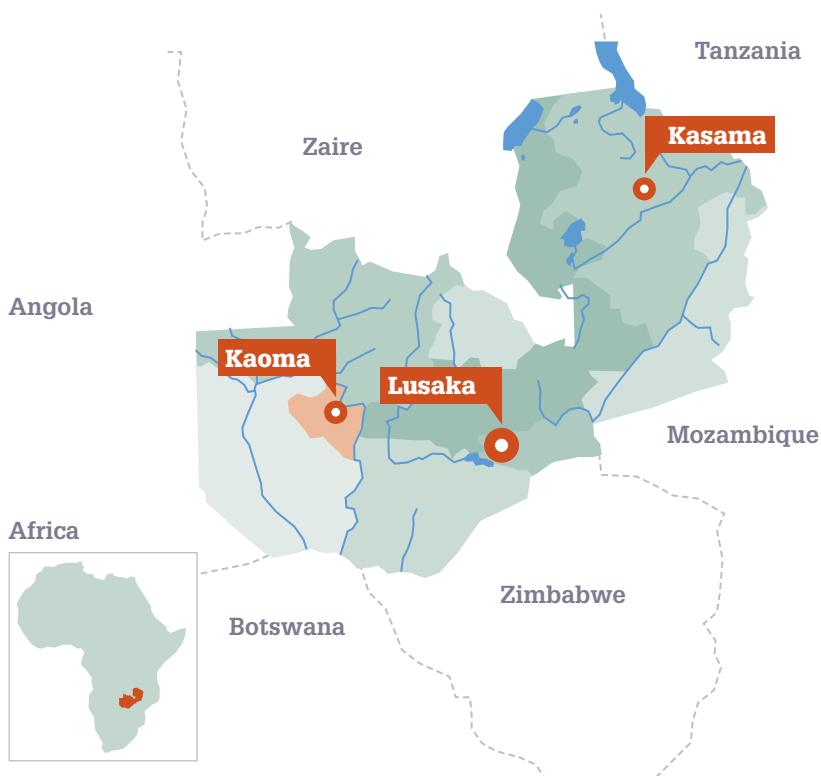 Tanzania
Kasama
Zaire
Angola
Kaoma
Lusaka
Mozambique
Africa
Zimbabwe
Botswana